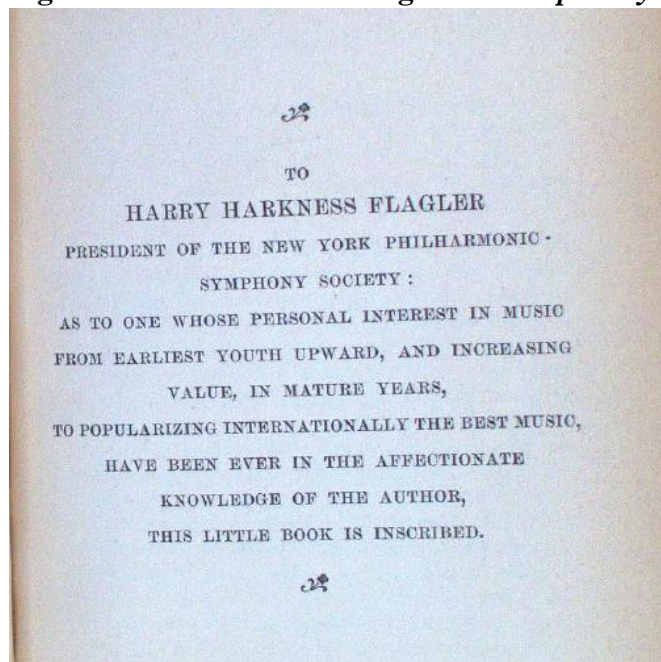 TO
HARRY HARKNESS FLAGLER
PRESIDENT OF THE NEW YORK PHILHARMONIC-
SYMPHONY SOCIETY:
AS TO ONE WHOSE PERSONAL INTEREST IN MUSIC
FROM EARLIEST YOUTH UPWARD, AND INCREASING
VALUE, IN MATURE YEARS,
TO POPULARIZING INTERNATIONALLY THE BEST MUSIC,
HAVE BEEN EVER IN THE AFFECTIONATE
KNOWLEDGE OF THE AUTHOR,
THIS LITTLE BOOK IS INSCRIBED.